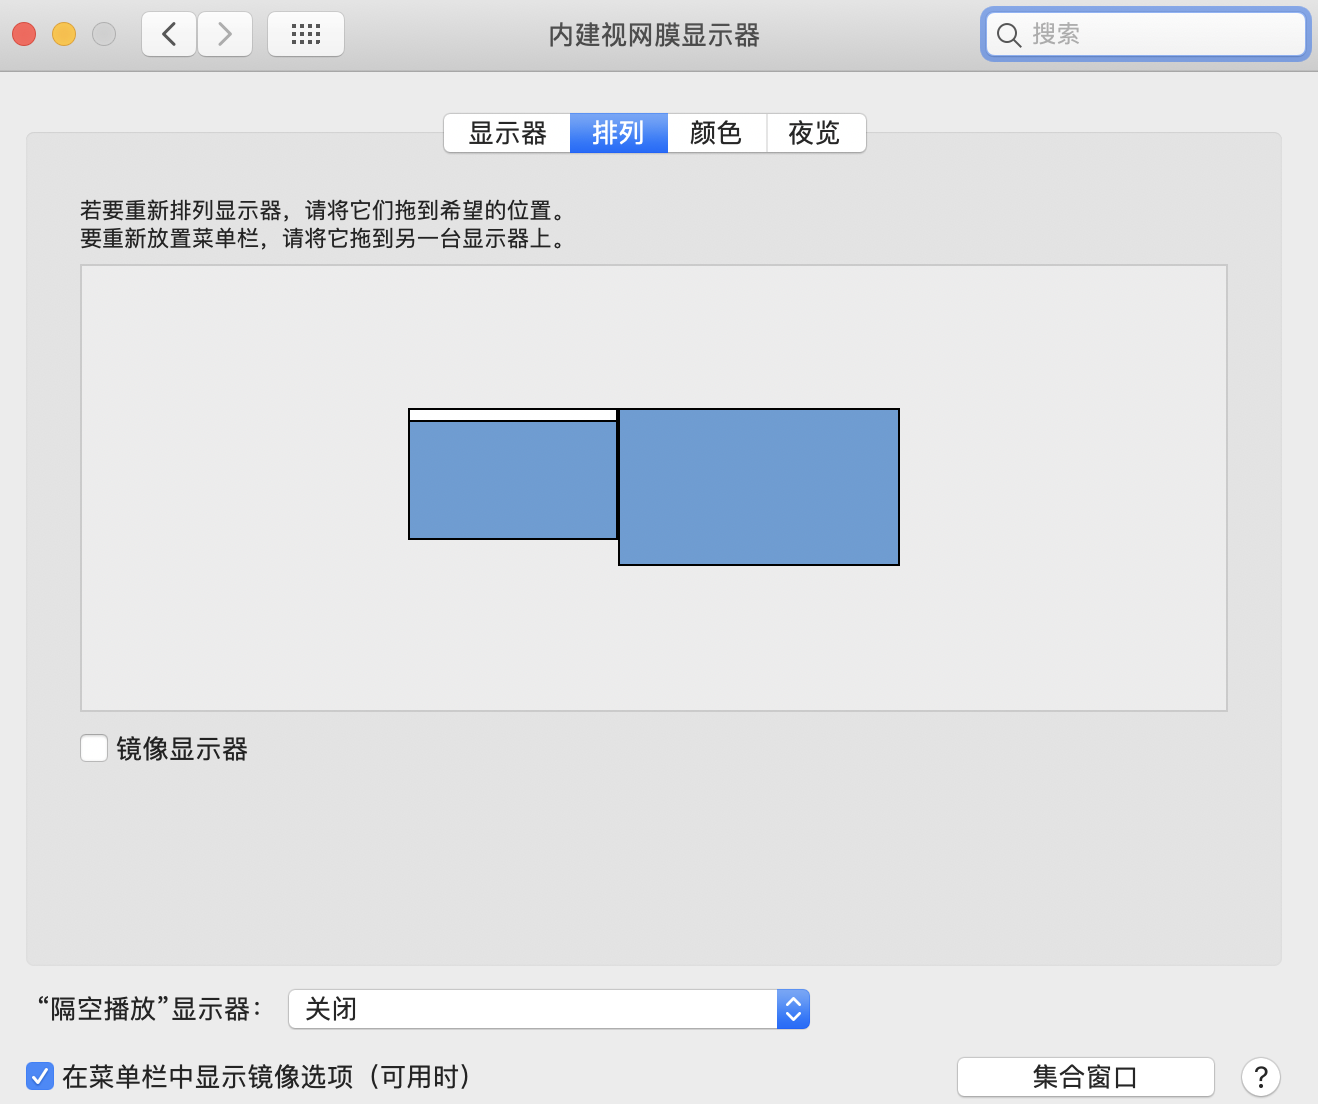 内建视网膜显示器
搜索
显示器 排列 颜色 夜览
若要重新排列显示器，请将它们拖到希望的位置。
要重新放置菜单栏，请将它拖到另一台显示器上。
镜像显示器
“隔空播放”显示器： 关闭
在菜单栏中显示镜像选项（可用时） 集合窗口 ?